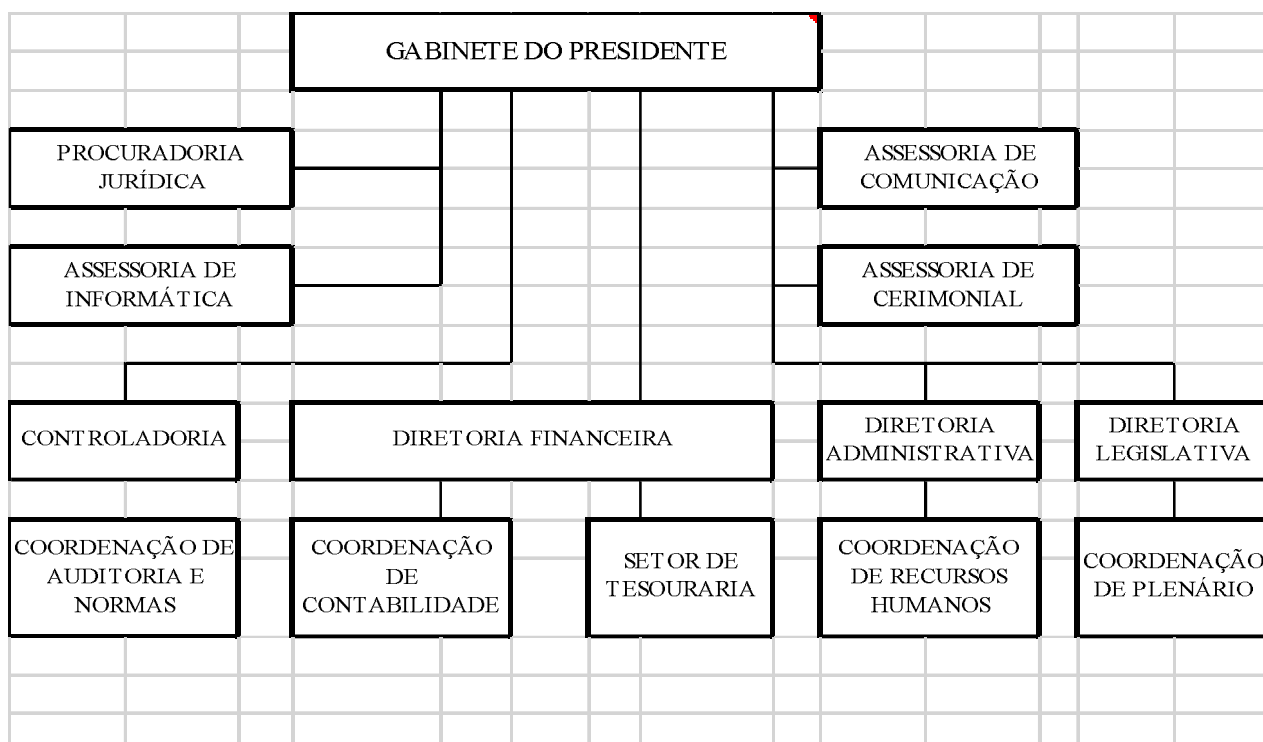 GABINETE DO PRESIDENTE
PROCURADORIA
JURÍDICA
ASSESSORIA DE
COMUNICAÇÃO
ASSESSORIA DE
INFORMÁTICA
ASSESSORIA DE
CERIMONIAL
CONTROLADORIA
DIRETORIA FINANCEIRA
DIRETORIA
ADMINISTRATIVA
DIRETORIA
LEGISLATIVA
COORDENAÇÃO DE
AUDITORIA E
NORMAS
COORDENAÇÃO
DE
CONTABILIDADE
SETOR DE
TESOURARIA
COORDENAÇÃO
DE RECURSOS
HUMANOS
COORDENAÇÃO
DE PLENÁRIO